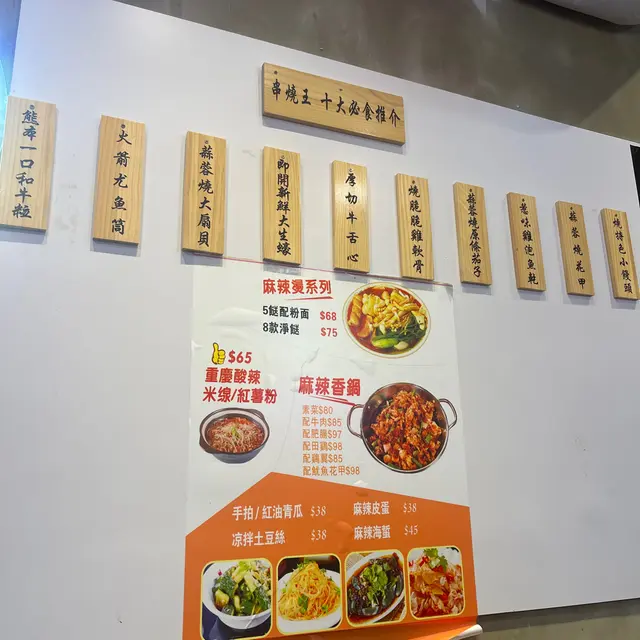 串燒王 十大必食推介
熊本一口和牛粒
火箭尤魚筒
蒜蓉燒大扇貝
即開新鮮大生蠔
厚切牛舌心
燒脆脆雞軟骨
蒜蓉燒原條茄子
惹味雞泡魚乾
蒜蓉燒花甲
燒特色小饅頭
麻辣燙系列
5餸配粉面 $68
8款淨餸 $75
$65
重慶酸辣
米缐/紅薯粉
麻辣香鍋
素菜$80
配牛肉$85
配肥腸$97
配田鷄$98
配鷄翼$85
配魷魚花甲$98
手拍/紅油青瓜 $38
麻辣皮蛋 $38
凉拌土豆絲 $38
麻辣海蜇 $45